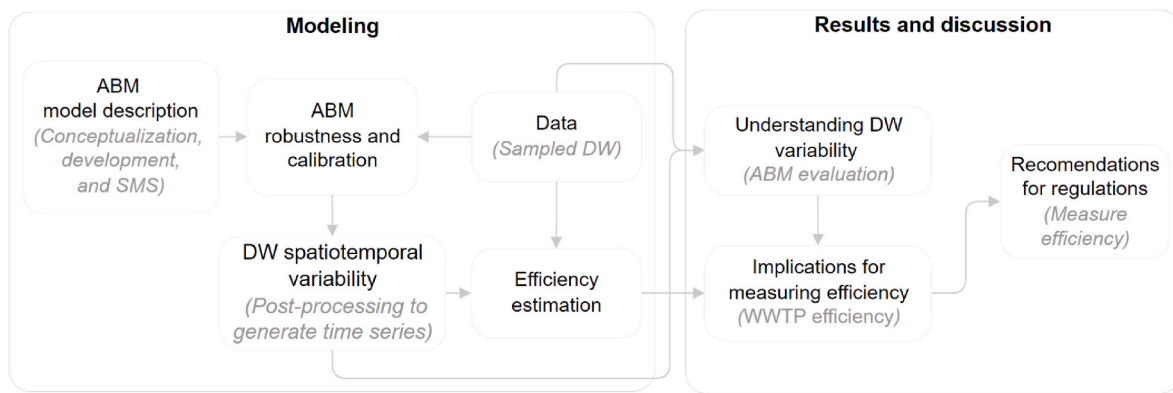 Modeling
ABM
model description
(Conceptualization,
development,
and SMS)
ABM
robustness and
calibration
Data
(Sampled DW)
DW spatiotemporal
variability
(Post-processing to
generate time series)
Efficiency
estimation
Results and discussion
Understanding DW
variability
(ABM evaluation)
Implications for
measuring efficiency
(WWTP efficiency)
Recomendations
for regulations
(Measure
efficiency)